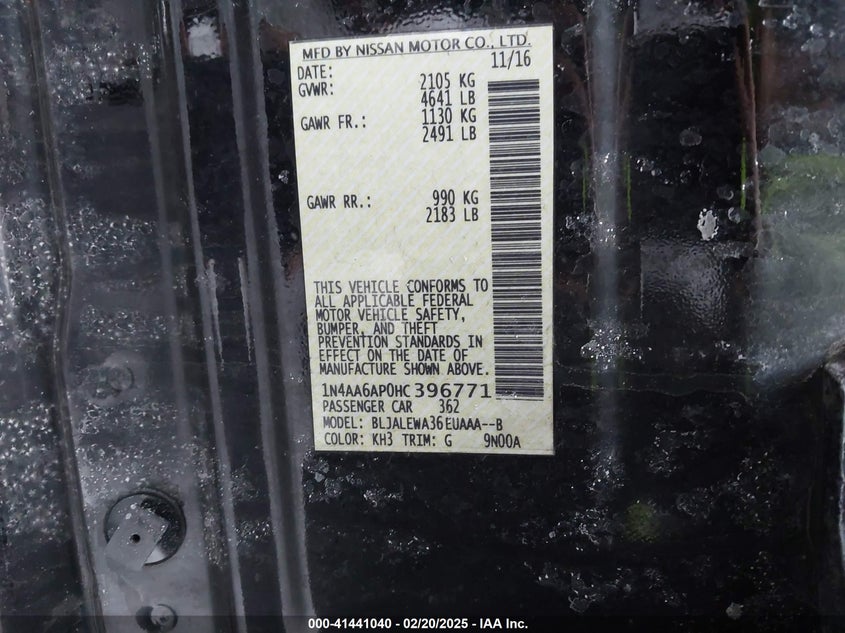 MFD BY NISSAN MOTOR CO., LTD.
DATE: 11/16
GVWR: 2105 KG
4641 LB
GAWR FR.: 1130 KG
2491 LB
GAWR RR.: 990 KG
2183 LB
THIS VEHICLE CONFORMS TO
ALL APPLICABLE FEDERAL
MOTOR VEHICLE SAFETY,
BUMPER, AND THEFT
PREVENTION STANDARDS IN
EFFECT ON THE DATE OF
MANUFACTURE SHOWN ABOVE.
1N4AA6AP0HC396771
PASSENGER CAR 362
MODEL: BLJALEWA36EUAAA--B
COLOR: KH3 TRIM: G 9N00A
000-41441040 / 02/20/2025 - IAA Inc.